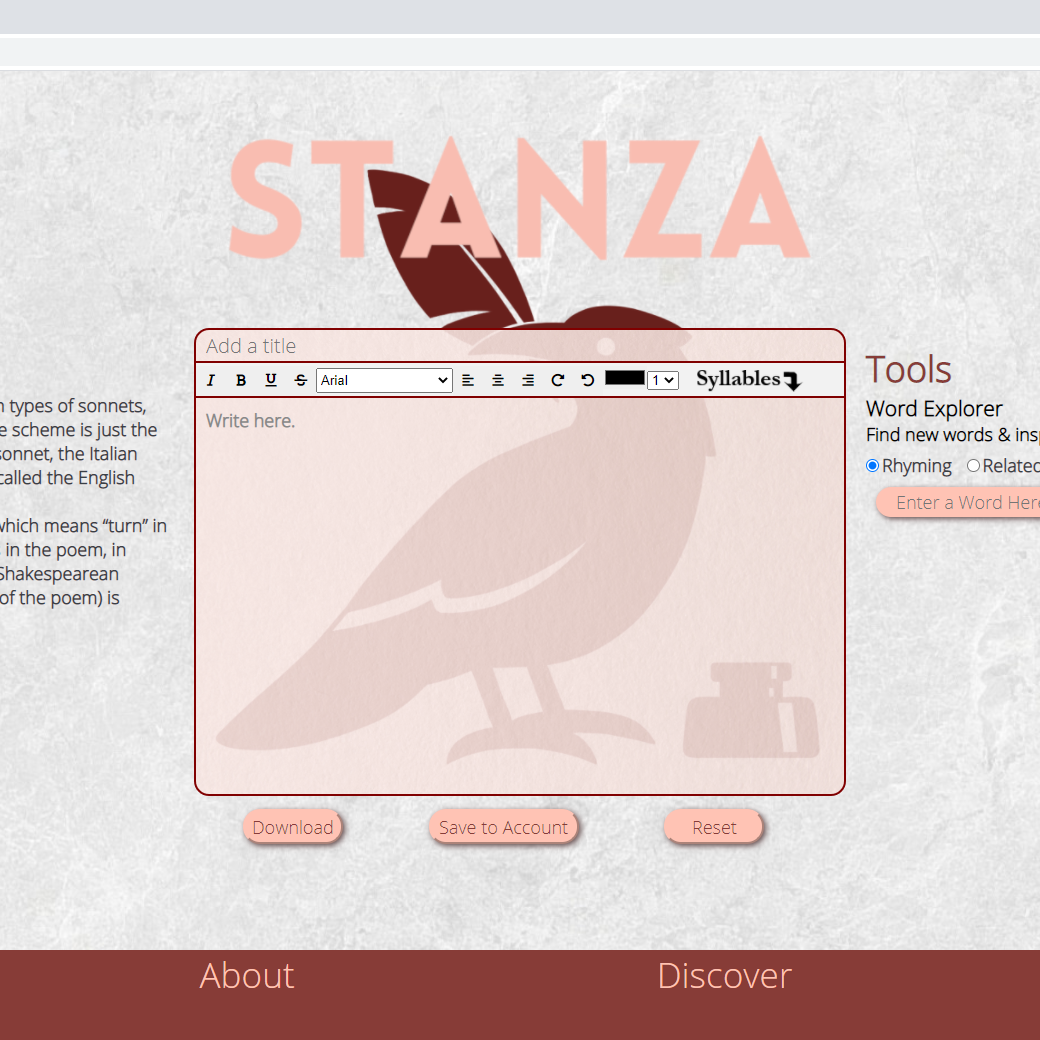 STANZA
Add a title
I B U S Arial 1 Syllables
Write here.
types of sonnets,
scheme is just the
sonnet, the Italian
called the English
which means “turn” in
in the poem, in
Shakespearean
of the poem) is
Tools
Word Explorer
Find new words &
Rhyming Related
Enter a Word Here
Download Save to Account Reset
About Discover